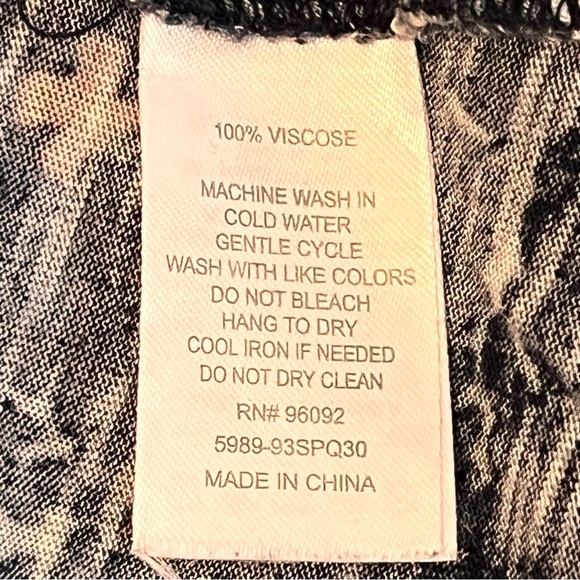 100% VISCOSE
MACHINE WASH IN
COLD WATER
GENTLE CYCLE
WASH WITH LIKE COLORS
DO NOT BLEACH
HANG TO DRY
COOL IRON IF NEEDED
DO NOT DRY CLEAN
RN# 96092
5989-93SPQ30
MADE IN CHINA